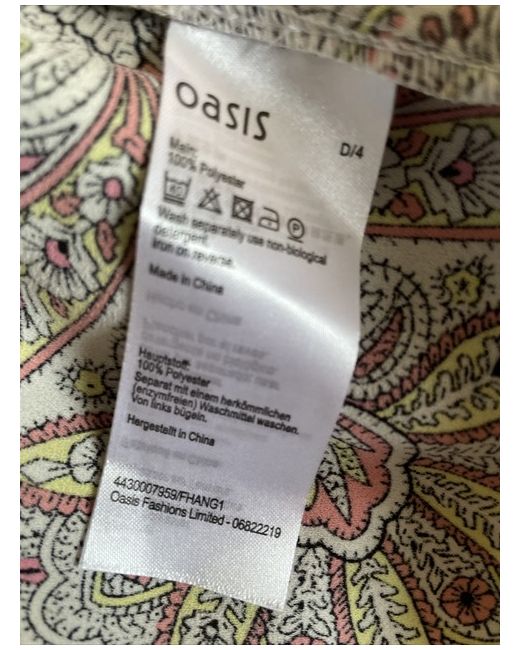 oasis
D/4
Main:
100% Polyester
40
P
Wash separately use non-biological
detergent.
Iron on reverse.
Made in China
Hauptstoff:
100% Polyester
Separat mit einem herkömmlichen
(enzymfreien) Waschmittel waschen.
Von links bügeln.
Hergestellt in China
4430007959/FHANG1
Oasis Fashions Limited - 06822219